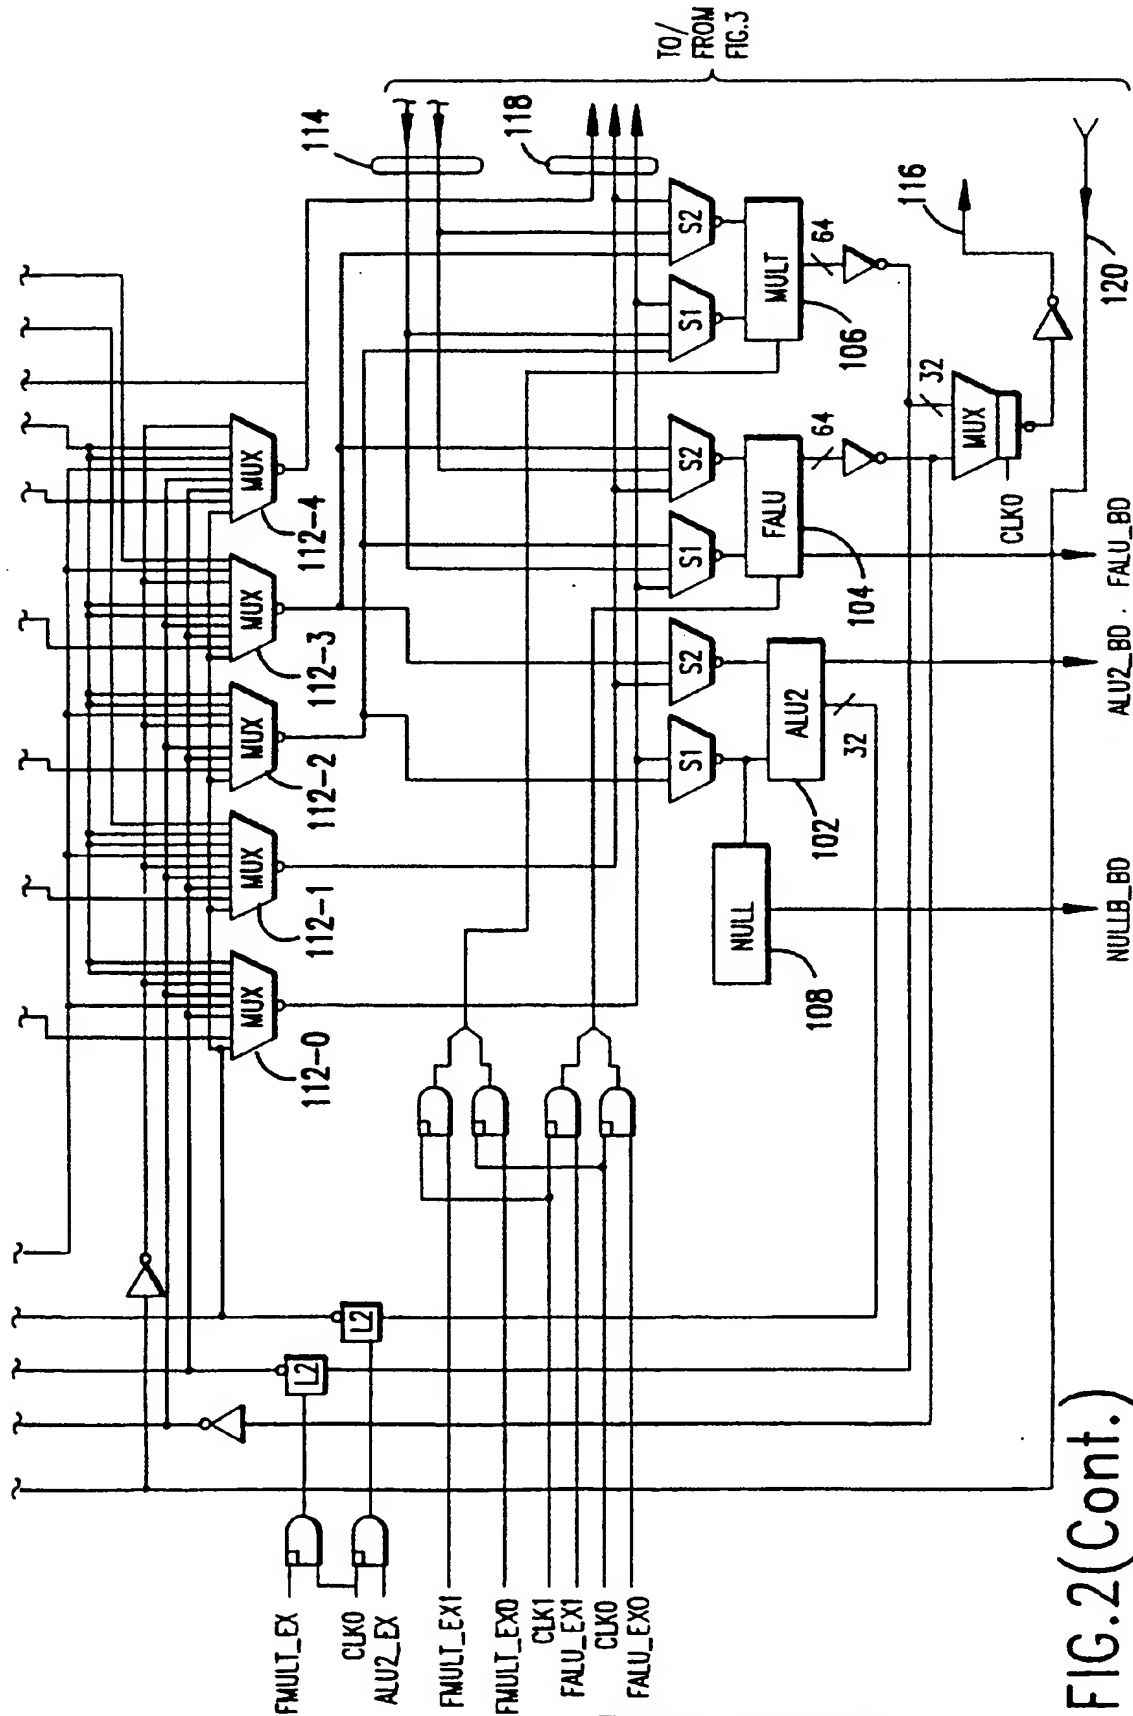 TO/
FROM
FIG.3
114
118
116
120
112-4
112-3
112-2
112-1
112-0
MUX
MUX
MUX
MUX
MUX
S2
S1
MULT
64
106
S2
S1
FALU
64
104
S2
S1
ALU2
32
102
NULL
108
32
MUX
CLK0
L2
L2
FMULT_EX
CLK0
ALU2_EX
FMULT_EX1
FMULT_EX0
CLK1
FALU_EX1
CLK0
FALU_EX0
NULLB_BD
ALU2_BD
FALU_BD
FIG.2(Cont.)